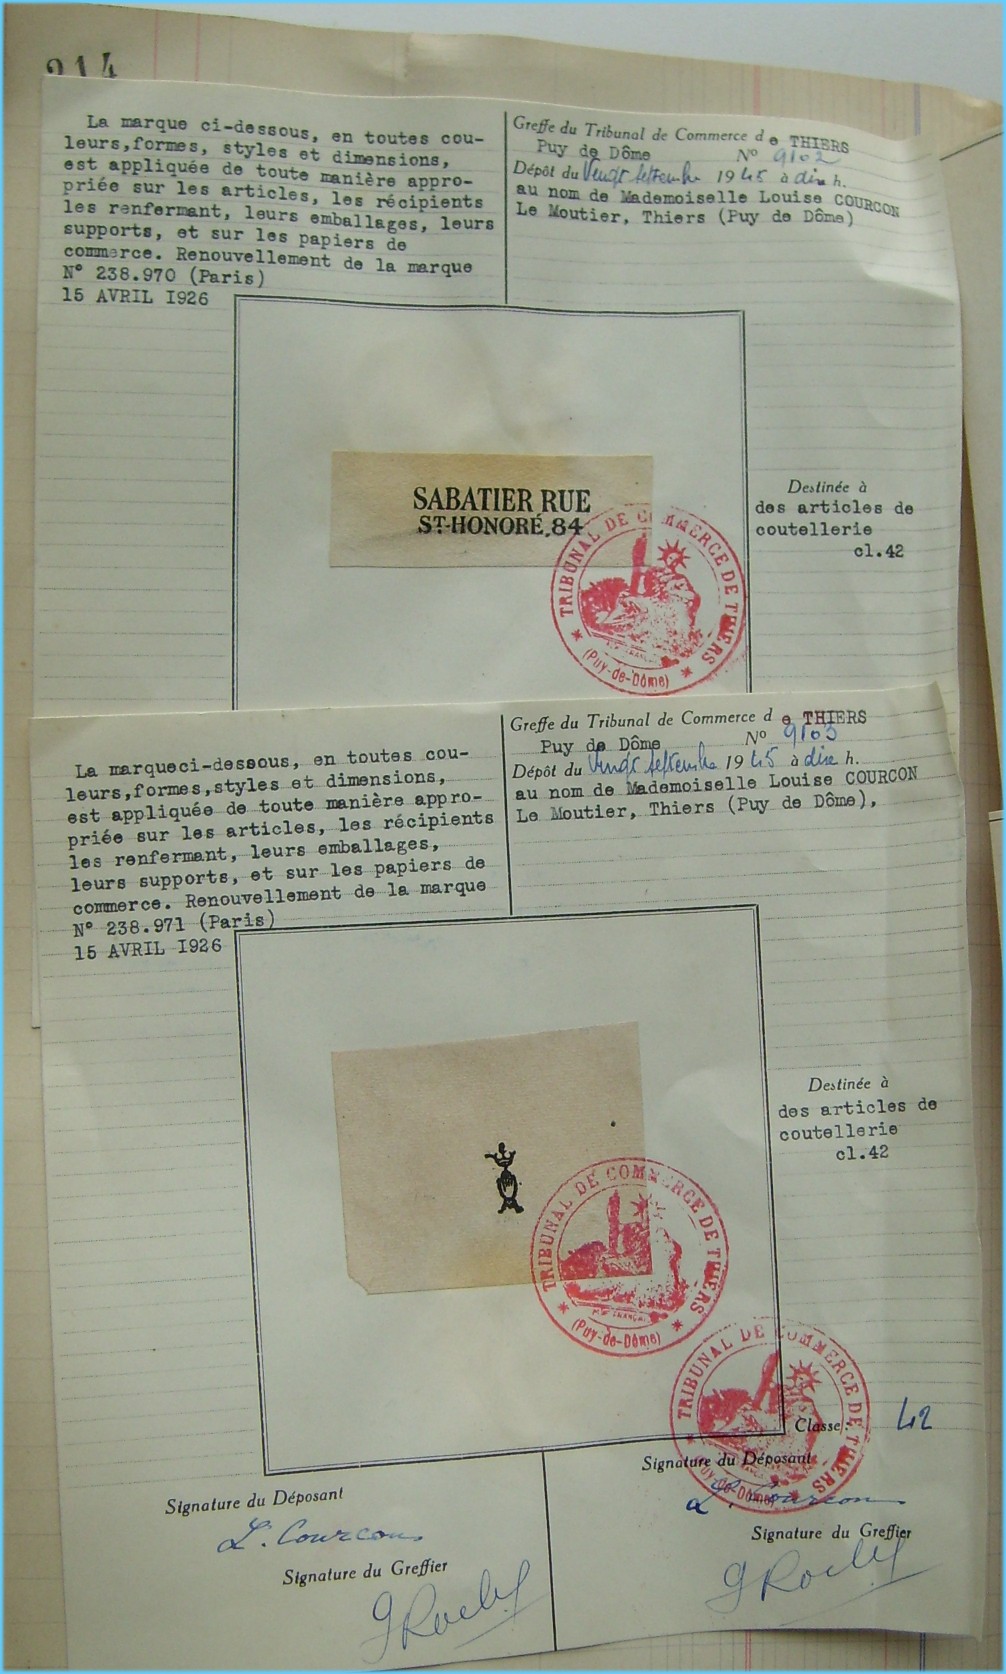 214
La marque ci-dessous, en toutes cou-
leurs,formes, styles et dimensions,
est appliquée de toute manière appro-
priée sur les articles, les récipients
les renfermant, leurs emballages, leurs
supports, et sur les papiers de
commerce. Renouvellement de la marque
N° 238.970 (Paris)
15 AVRIL I926
Greffe du Tribunal de Commerce d e THIERS
Puy de Dôme N° 9102
Dépôt du Vingt septembre 1945 à dix h.
au nom de Mademoiselle Louise COURCON
Le Moutier, Thiers (Puy de Dôme)
SABATIER RUE
ST-HONORÉ,84
TRIBUNAL DE COMMERCE DE THIERS
(Puy-de-Dôme)
Destinée à
des articles de
coutellerie
cl.42
La marqueci-dessous, en toutes cou-
leurs,formes,styles et dimensions,
est appliquée de toute manière appro-
priée sur les articles, les récipients
les renfermant, leurs emballages,
leurs supports, et sur les papiers de
commerce. Renouvellement de la marque
N° 238.971 (Paris)
15 AVRIL I926
Greffe du Tribunal de Commerce d e THIERS
Puy de Dôme N° 9103
Dépôt du Vingt septembre 1945 à dix h.
au nom de Mademoiselle Louise COURCON
Le Moutier, Thiers (Puy de Dôme),
Destinée à
des articles de
coutellerie
cl.42
TRIBUNAL DE COMMERCE DE THIERS
(Puy-de-Dôme)
TRIBUNAL DE COMMERCE DE THIERS
(Puy-de-Dôme)
Classe : 42
Signature du Déposant
L. Courcon
Signature du Greffier
Signature du Déposant
L. Courcon
Signature du Greffier